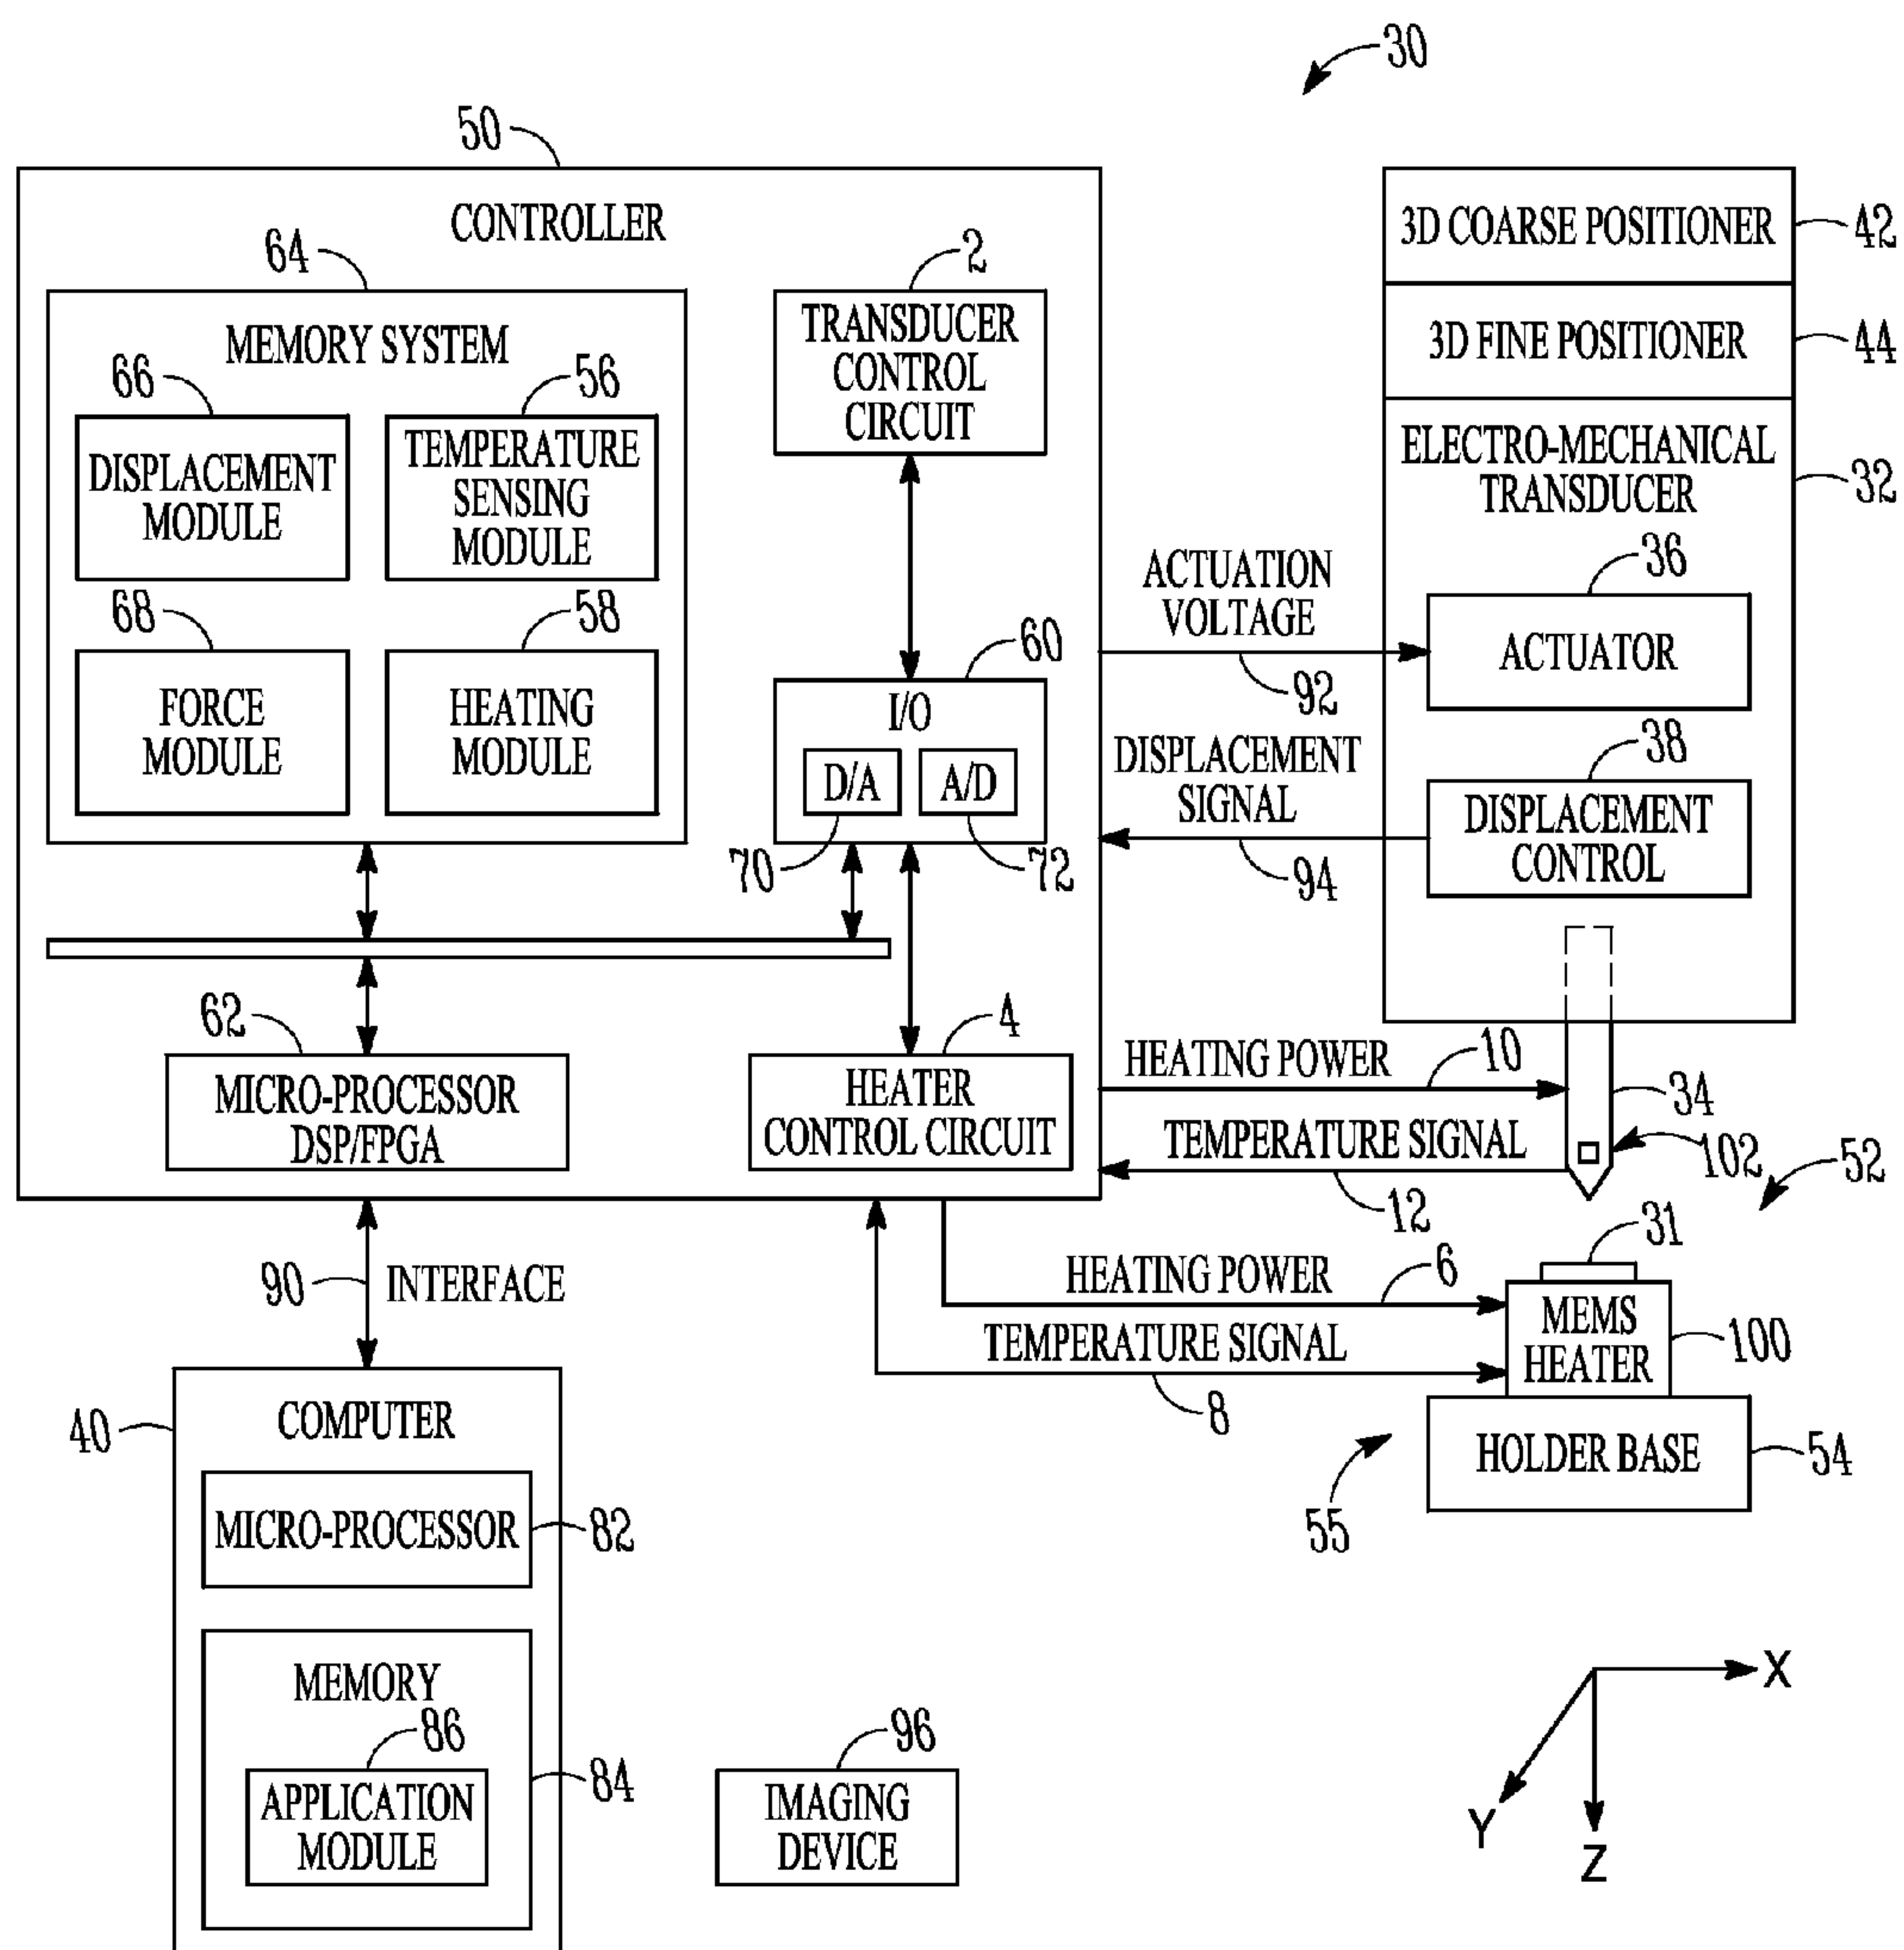 30
50
CONTROLLER
64
MEMORY SYSTEM
66
DISPLACEMENT
MODULE
56
TEMPERATURE
SENSING
MODULE
68
FORCE
MODULE
58
HEATING
MODULE
2
TRANSDUCER
CONTROL
CIRCUIT
60
I/O
D/A
A/D
70
72
62
MICRO-PROCESSOR
DSP/FPGA
4
HEATER
CONTROL CIRCUIT
3D COARSE POSITIONER
42
3D FINE POSITIONER
44
ELECTRO-MECHANICAL
TRANSDUCER
32
36
ACTUATOR
38
DISPLACEMENT
CONTROL
ACTUATION
VOLTAGE
92
DISPLACEMENT
SIGNAL
94
HEATING POWER
10
34
TEMPERATURE SIGNAL
12
102
52
31
HEATING POWER
6
TEMPERATURE SIGNAL
8
MEMS
HEATER
100
HOLDER BASE
54
55
90
INTERFACE
40
COMPUTER
MICRO-PROCESSOR
82
MEMORY
84
86
APPLICATION
MODULE
96
IMAGING
DEVICE
X
Y
Z